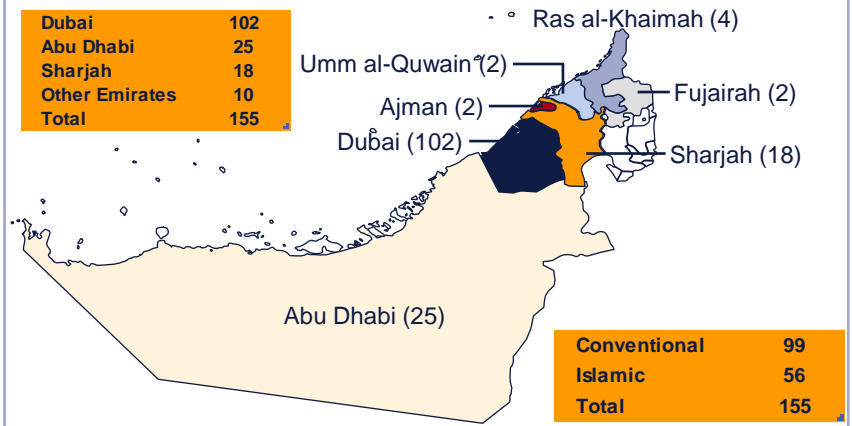 Dubai 102
Abu Dhabi 25
Sharjah 18
Other Emirates 10
Total 155
Ras al-Khaimah (4)
Umm al-Quwain (2)
Fujairah (2)
Ajman (2)
Dubai (102)
Sharjah (18)
Abu Dhabi (25)
Conventional 99
Islamic 56
Total 155